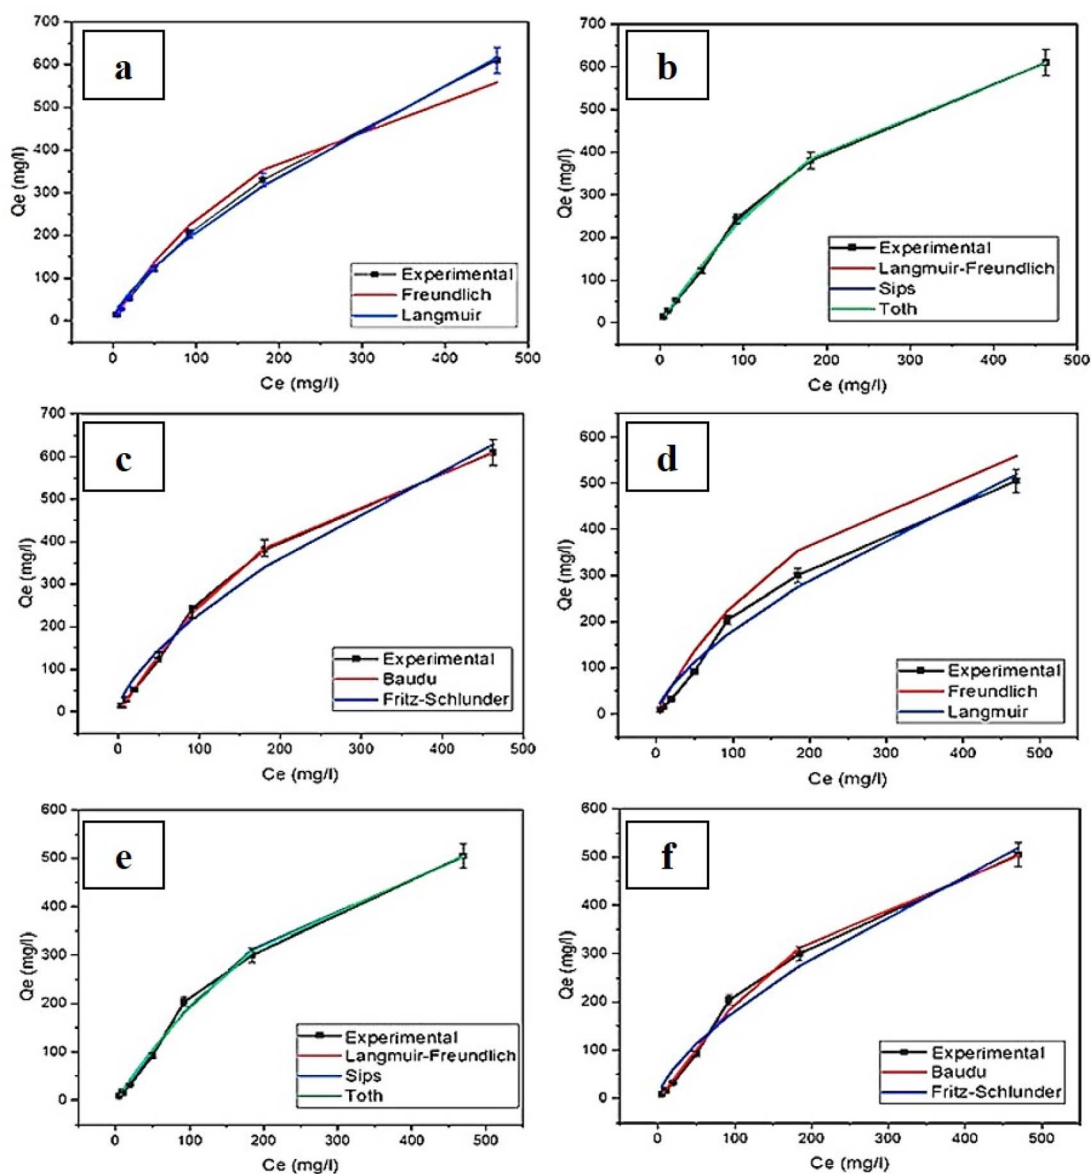 a
700
600
500
400
300
200
100
0
Qe (mg/l)
Experimental
Freundlich
Langmuir
0 100 200 300 400 500
Ce (mg/l)
b
700
600
500
400
300
200
100
0
Qe (mg/l)
Experimental
Langmuir-Freundlich
Sips
Toth
0 100 200 300 400 500
Ce (mg/l)
c
700
600
500
400
300
200
100
0
Qe (mg/l)
Experimental
Baudu
Fritz-Schlunder
0 100 200 300 400 500
Ce (mg/l)
d
600
500
400
300
200
100
0
Qe (mg/l)
Experimental
Freundlich
Langmuir
0 100 200 300 400 500
Ce (mg/l)
e
600
500
400
300
200
100
0
Qe (mg/l)
Experimental
Langmuir-Freundlich
Sips
Toth
0 100 200 300 400 500
Ce (mg/l)
f
600
500
400
300
200
100
0
Qe (mg/l)
Experimental
Baudu
Fritz-Schlunder
0 100 200 300 400 500
Ce (mg/l)